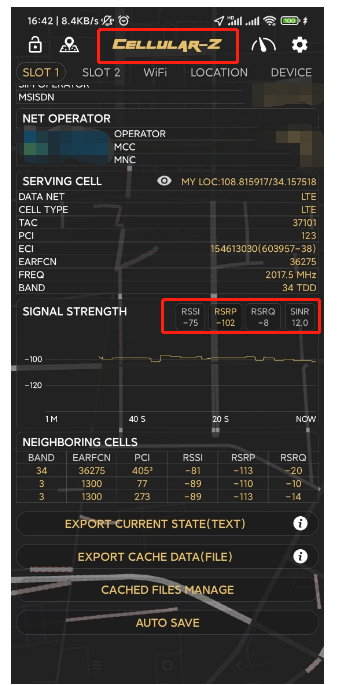 16:42 | 8.4KB/s
CELLULAR-Z
SLOT 1 SLOT 2 WiFi LOCATION DEVICE
MSISDN
NET OPERATOR
OPERATOR
MCC
MNC
SERVING CELL MY LOC:108.815917/34.157518
DATA NET LTE
CELL TYPE LTE
TAC 37101
PCI 123
ECI 154613030(603957-38)
EARFCN 36275
FREQ 2017.5 MHz
BAND 34 TDD
SIGNAL STRENGTH RSSI RSRP RSRQ SINR
-75 -102 -8 12.0
-100
-120
1 M 40 S 20 S NOW
NEIGHBORING CELLS
BAND EARFCN PCI RSSI RSRP RSRQ
34 36275 405³ -81 -113 -20
3 1300 77 -89 -110 -10
3 1300 273 -89 -113 -14
EXPORT CURRENT STATE(TEXT)
EXPORT CACHE DATA(FILE)
CACHED FILES MANAGE
AUTO SAVE